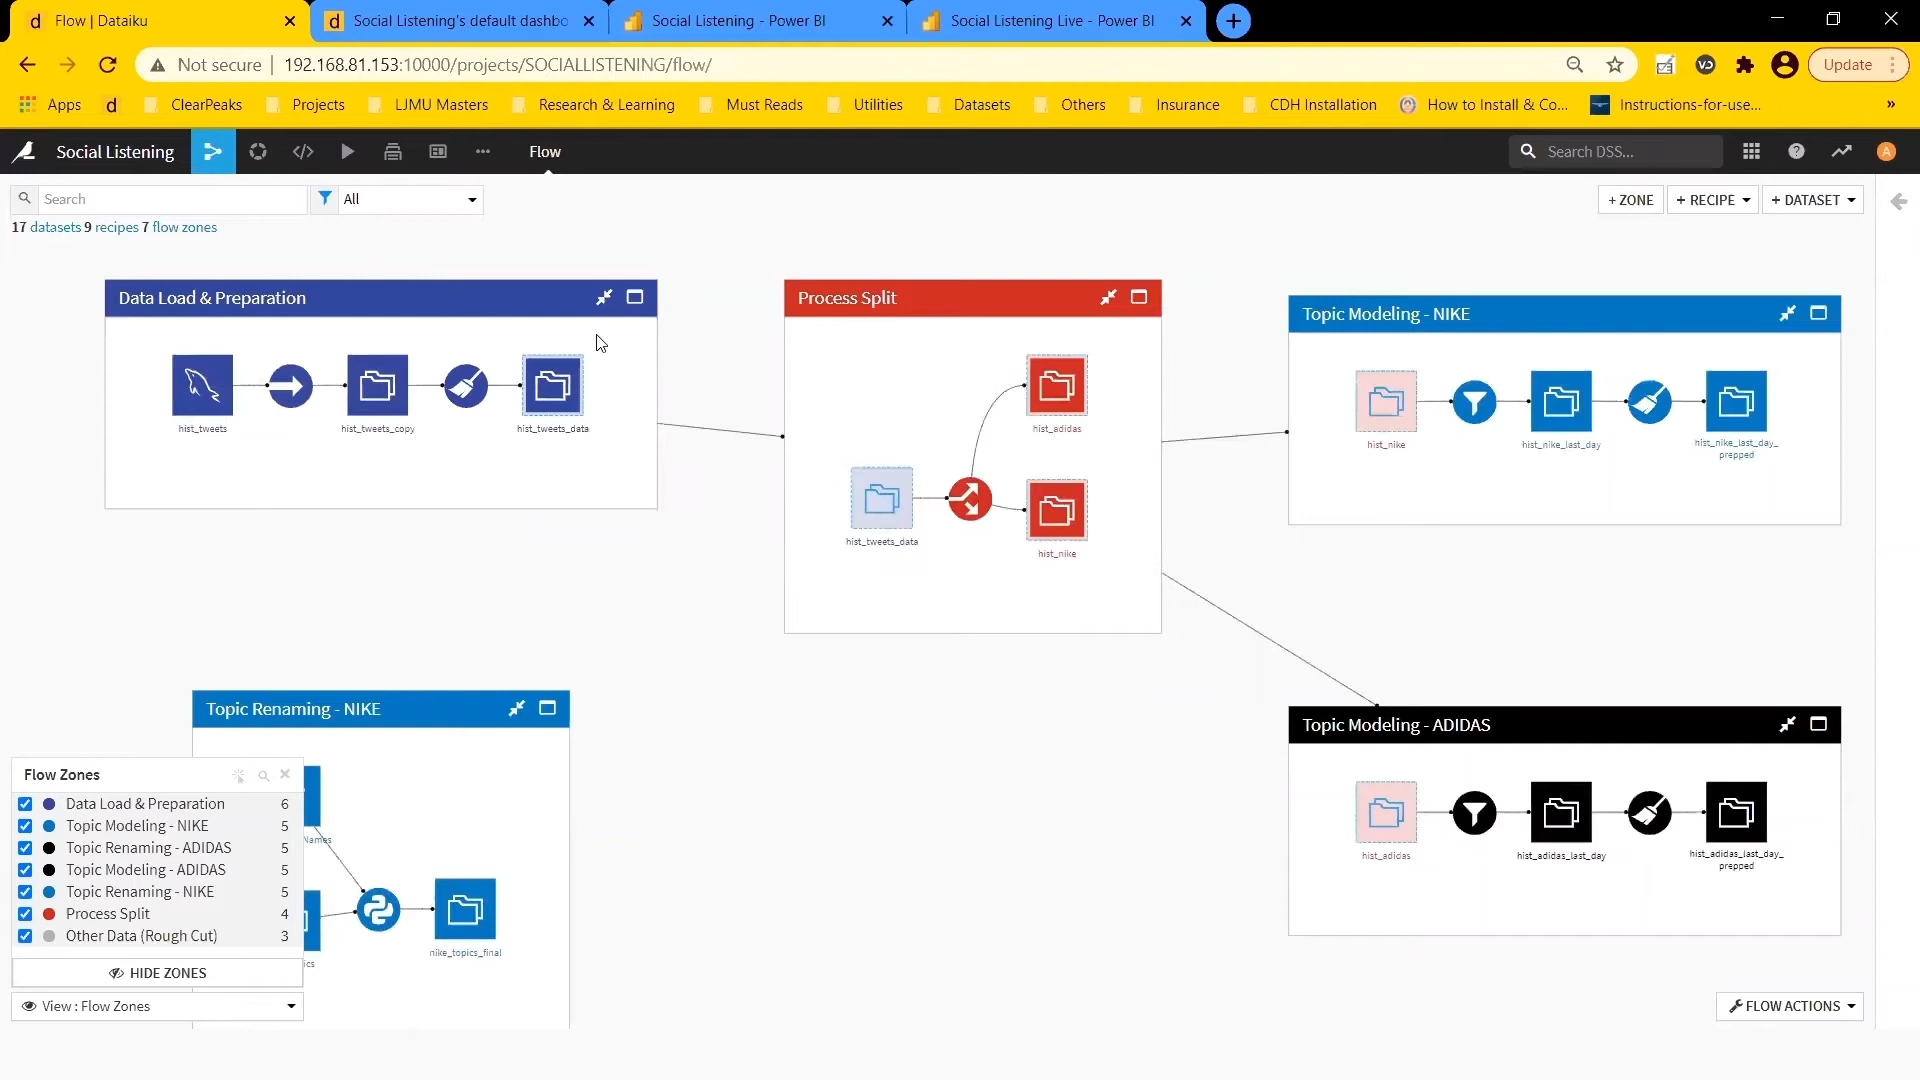 Flow | Dataiku
Social Listening's default dashbo
Social Listening - Power BI
Social Listening Live - Power BI
Not secure
192.168.81.153:10000/projects/SOCIALLISTENING/flow/
Update
Apps
ClearPeaks
Projects
LJMU Masters
Research & Learning
Must Reads
Utilities
Datasets
Others
Insurance
CDH Installation
How to Install & Co...
Instructions-for-use...
Social Listening
Flow
Search DSS...
Search
All
+ ZONE
+ RECIPE
+ DATASET
17 datasets 9 recipes 7 flow zones
Data Load & Preparation
hist_tweets
hist_tweets_copy
hist_tweets_data
Process Split
hist_adidas
hist_tweets_data
hist_nike
Topic Modeling - NIKE
hist_nike
hist_nike_last_day
hist_nike_last_day_
prepped
Topic Renaming - NIKE
Names
ics
nike_topics_final
Topic Modeling - ADIDAS
hist_adidas
hist_adidas_last_day
hist_adidas_last_day_
prepped
Flow Zones
Data Load & Preparation 6
Topic Modeling - NIKE 5
Topic Renaming - ADIDAS 5
Topic Modeling - ADIDAS 5
Topic Renaming - NIKE 5
Process Split 4
Other Data (Rough Cut) 3
HIDE ZONES
View : Flow Zones
FLOW ACTIONS